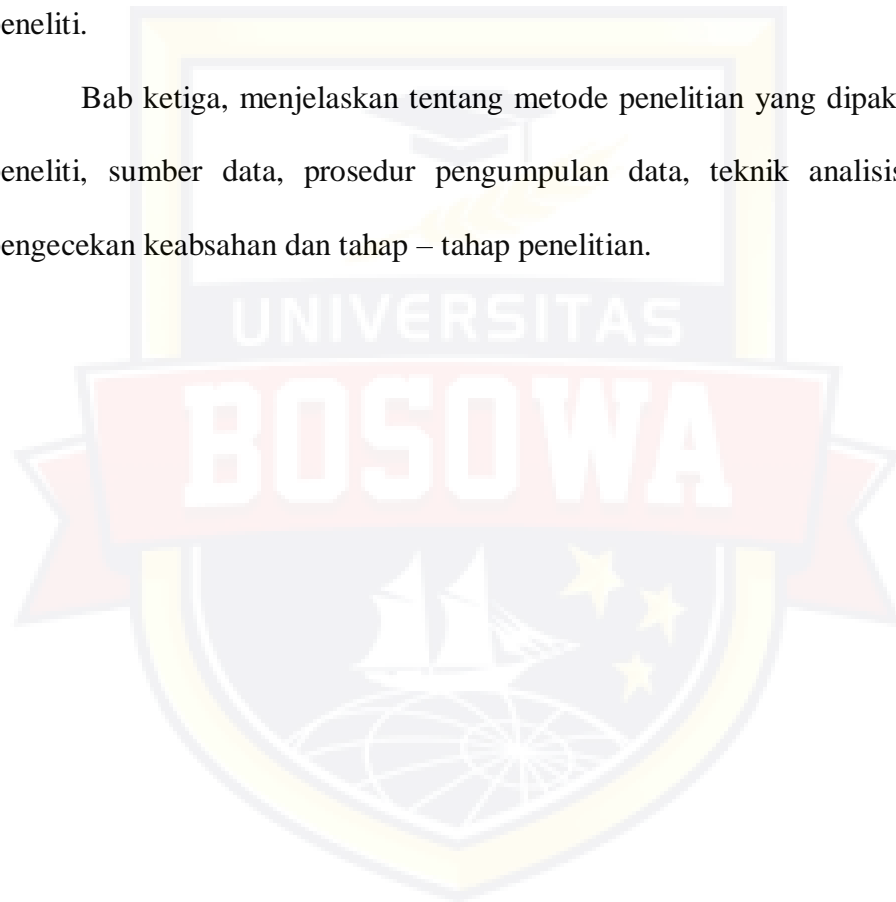 eneliti.
Bab ketiga, menjelaskan tentang metode penelitian yang dipak
eneliti, sumber data, prosedur pengumpulan data, teknik analisis
engecekan keabsahan dan tahap – tahap penelitian.
UNIVERSITAS
BOSOWA